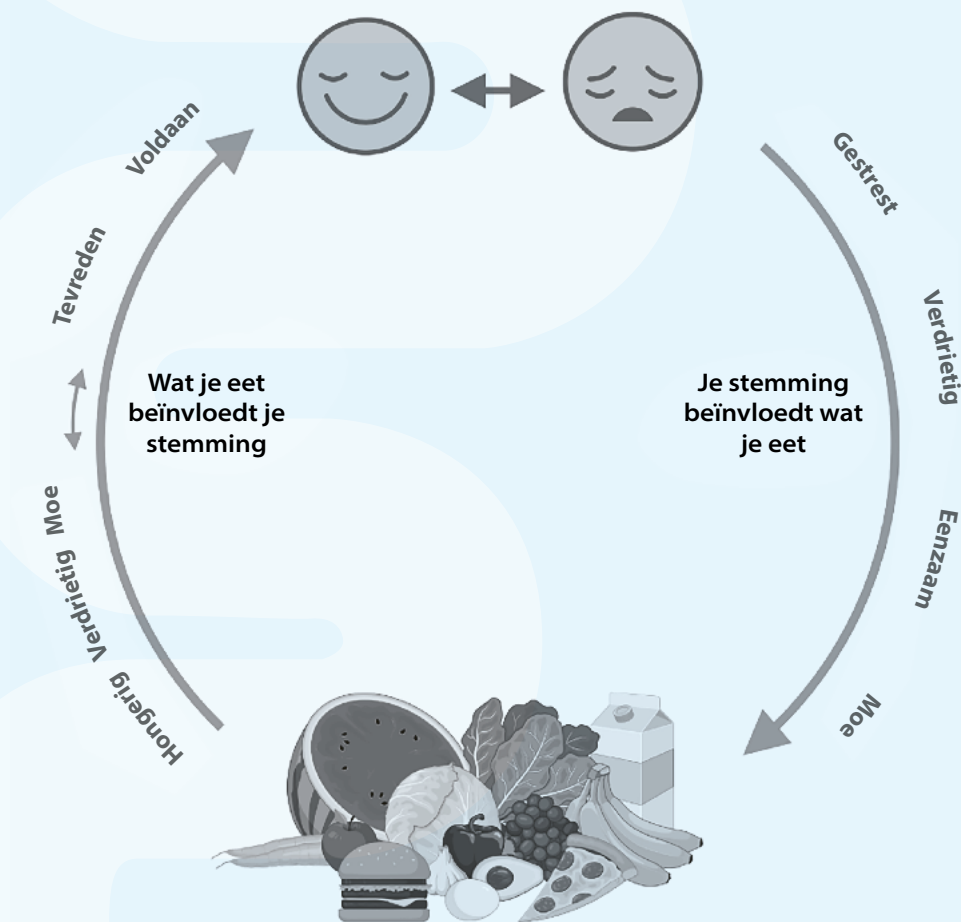 Voldaan
Tevreden
Moe
Verdrietig
Hongerig
Wat je eet
beïnvloedt je
stemming
Je stemming
beïnvloedt wat
je eet
Gestrest
Verdrietig
Eenzaam
Moe